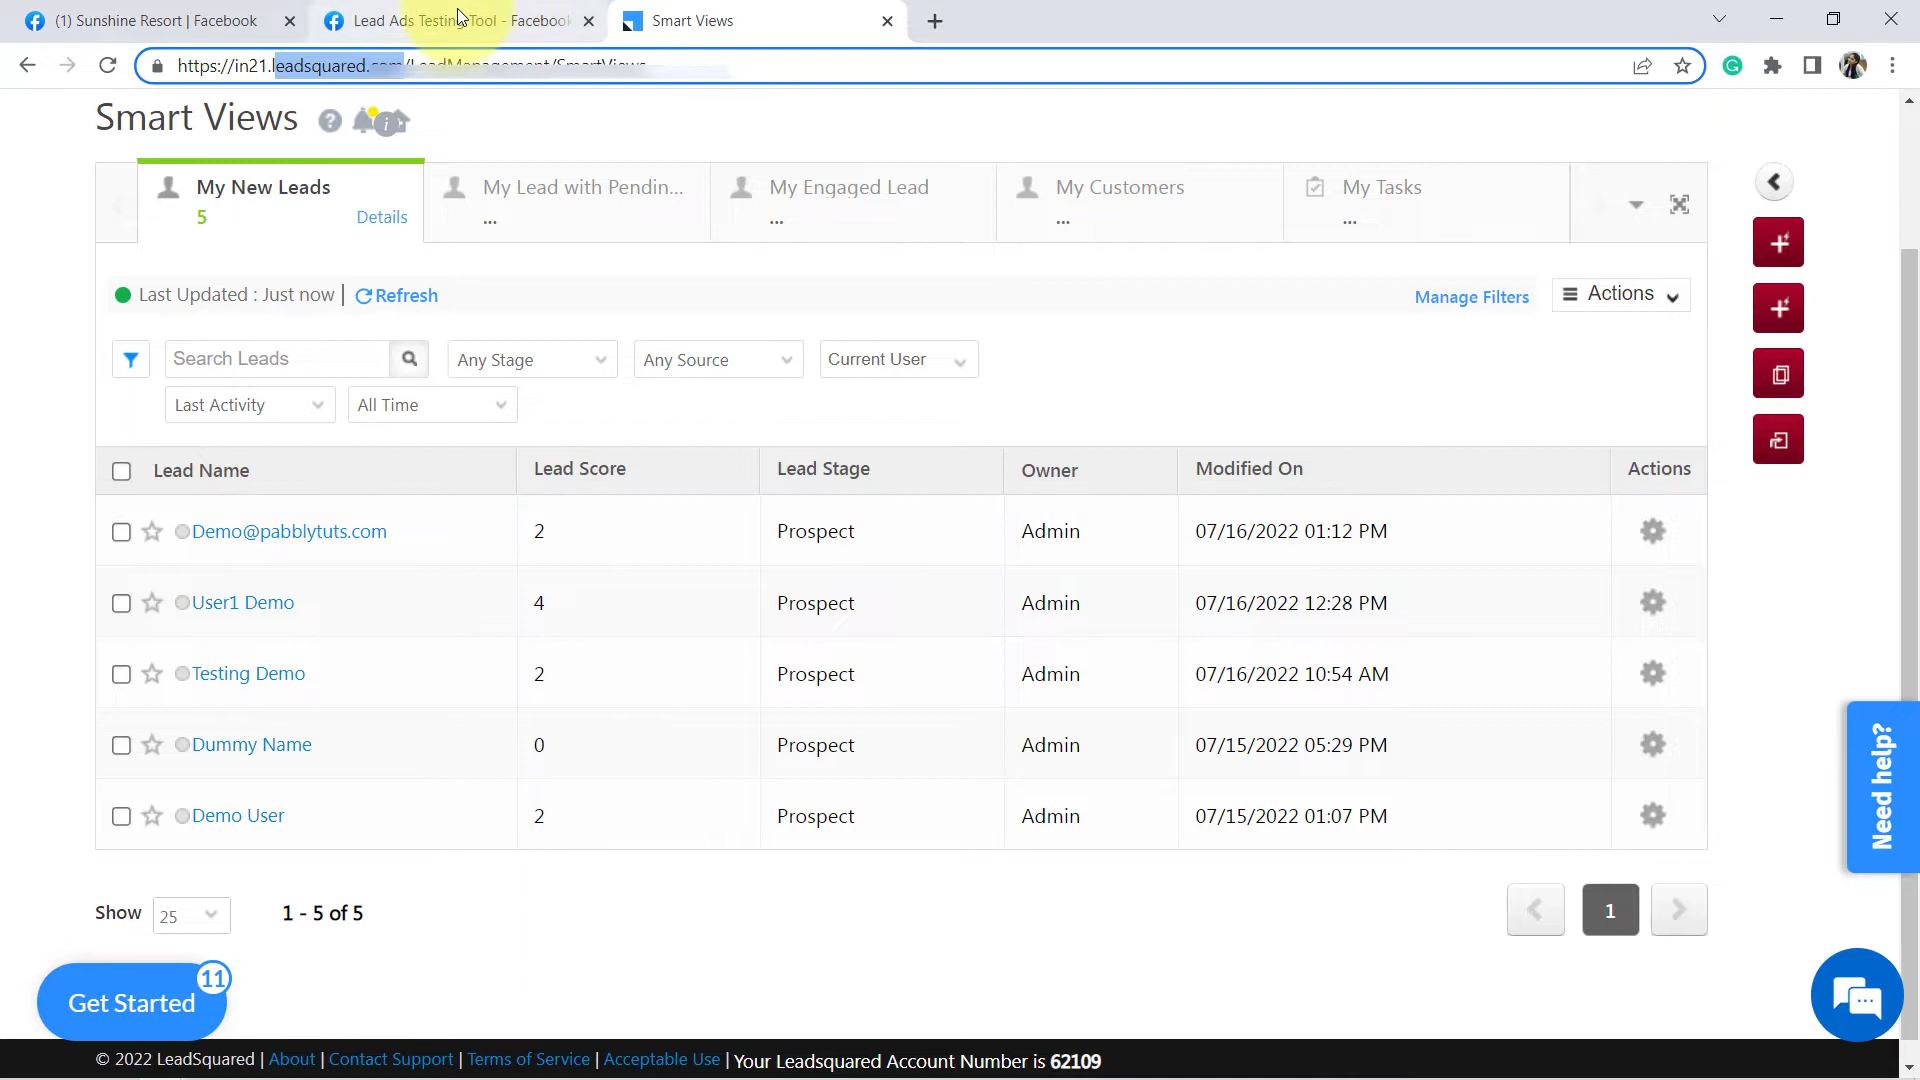 (1) Sunshine Resort | Facebook
Lead Ads Testing Tool - Facebook
Smart Views
https://in21.leadsquared.com/LeadManagement/SmartViews
Smart Views
My New Leads
5 Details
My Lead with Pendin...
...
My Engaged Lead
...
My Customers
...
My Tasks
...
Last Updated : Just now | Refresh
Manage Filters
Actions
Search Leads
Any Stage
Any Source
Current User
Last Activity
All Time
Lead Name Lead Score Lead Stage Owner Modified On Actions
Demo@pabblytuts.com 2 Prospect Admin 07/16/2022 01:12 PM
User1 Demo 4 Prospect Admin 07/16/2022 12:28 PM
Testing Demo 2 Prospect Admin 07/16/2022 10:54 AM
Dummy Name 0 Prospect Admin 07/15/2022 05:29 PM
Demo User 2 Prospect Admin 07/15/2022 01:07 PM
Need help?
Show 25 1 - 5 of 5
1
Get Started 11
© 2022 LeadSquared | About | Contact Support | Terms of Service | Acceptable Use | Your Leadsquared Account Number is 62109